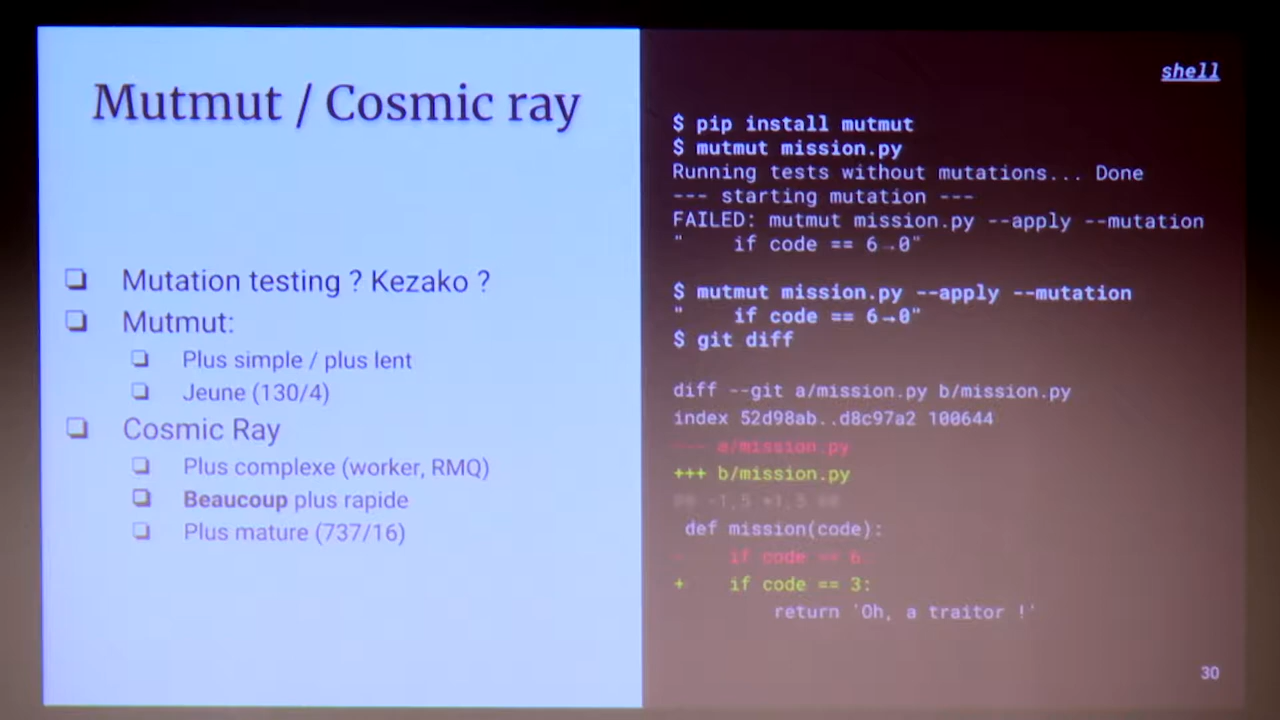 Mutmut / Cosmic ray
Mutation testing ? Kezako ?
Mutmut:
Plus simple / plus lent
Jeune (130/4)
Cosmic Ray
Plus complexe (worker, RMQ)
Beaucoup plus rapide
Plus mature (737/16)
shell
$ pip install mutmut
$ mutmut mission.py
Running tests without mutations... Done
--- starting mutation ---
FAILED: mutmut mission.py --apply --mutation
"     if code == 6→0"
$ mutmut mission.py --apply --mutation
"     if code == 6→0"
$ git diff
diff --git a/mission.py b/mission.py
index 52d98ab..d8c97a2 100644
--- a/mission.py
+++ b/mission.py
@@ -1,5 +1,5 @@
def mission(code):
-    if code == 6
+    if code == 3:
return 'Oh, a traitor !'
30